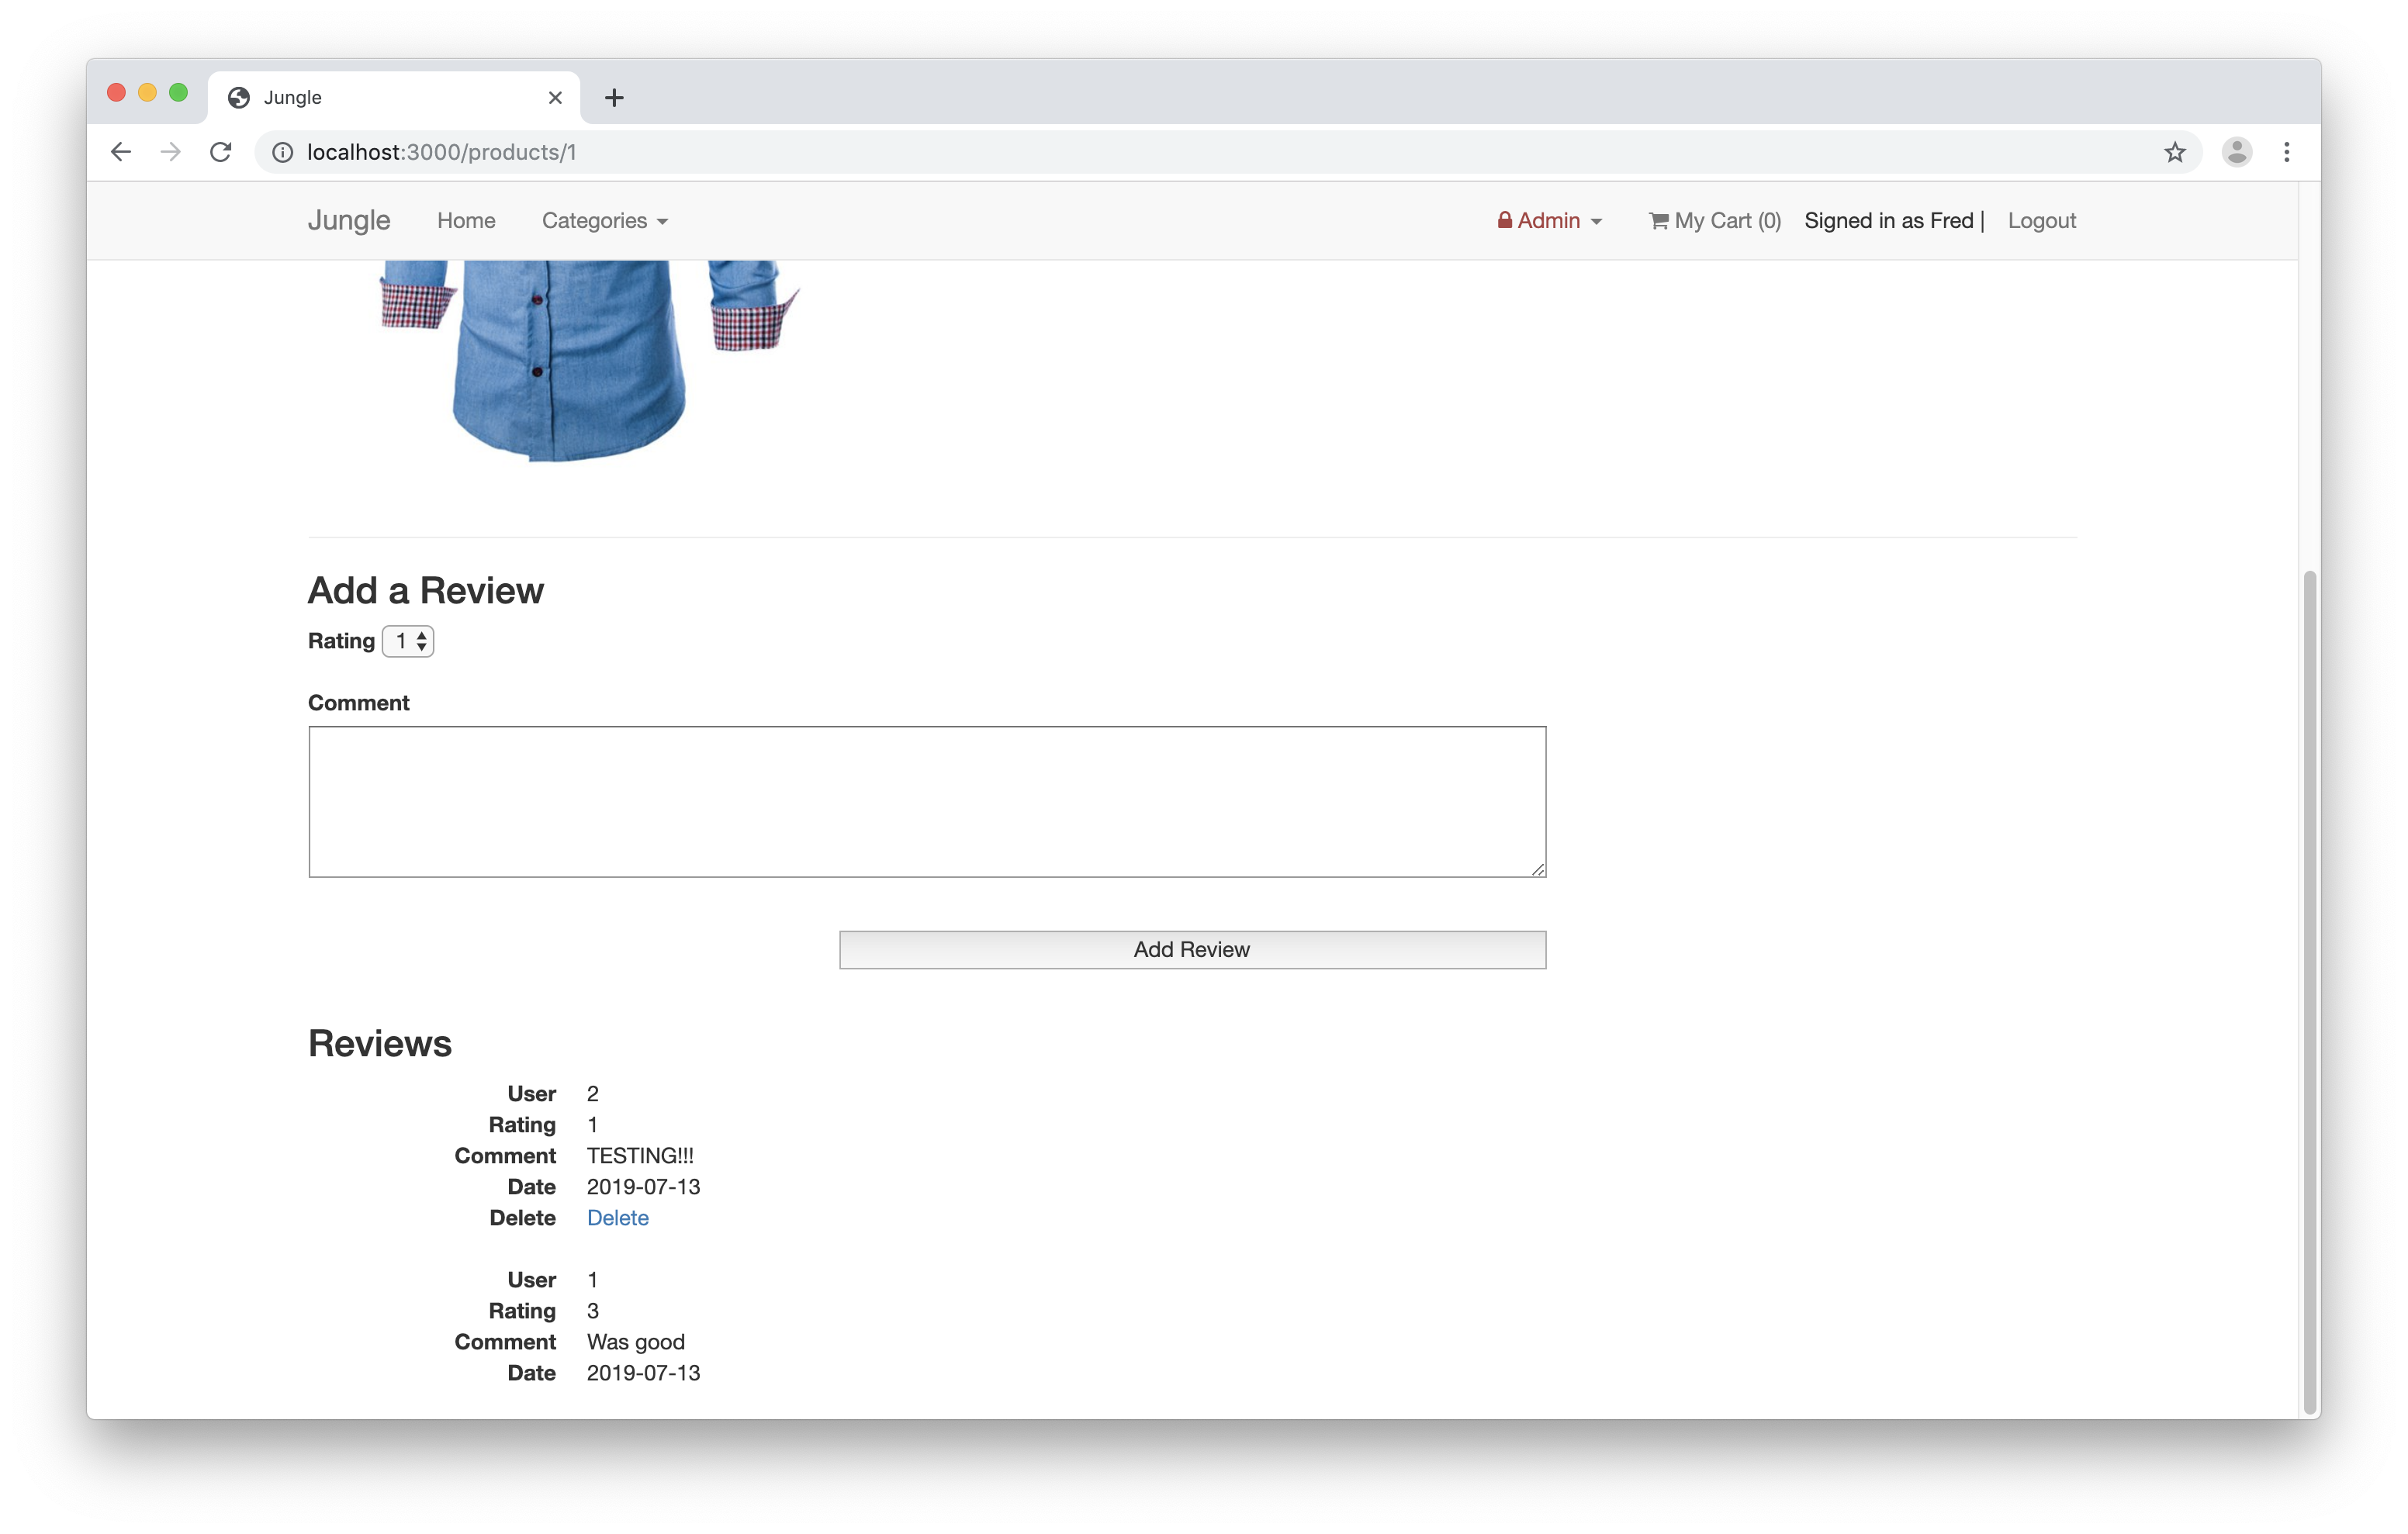 Jungle
localhost:3000/products/1
Jungle Home Categories Admin My Cart (0) Signed in as Fred | Logout
Add a Review
Rating 1
Comment
Add Review
Reviews
User 2
Rating 1
Comment TESTING!!!
Date 2019-07-13
Delete Delete
User 1
Rating 3
Comment Was good
Date 2019-07-13